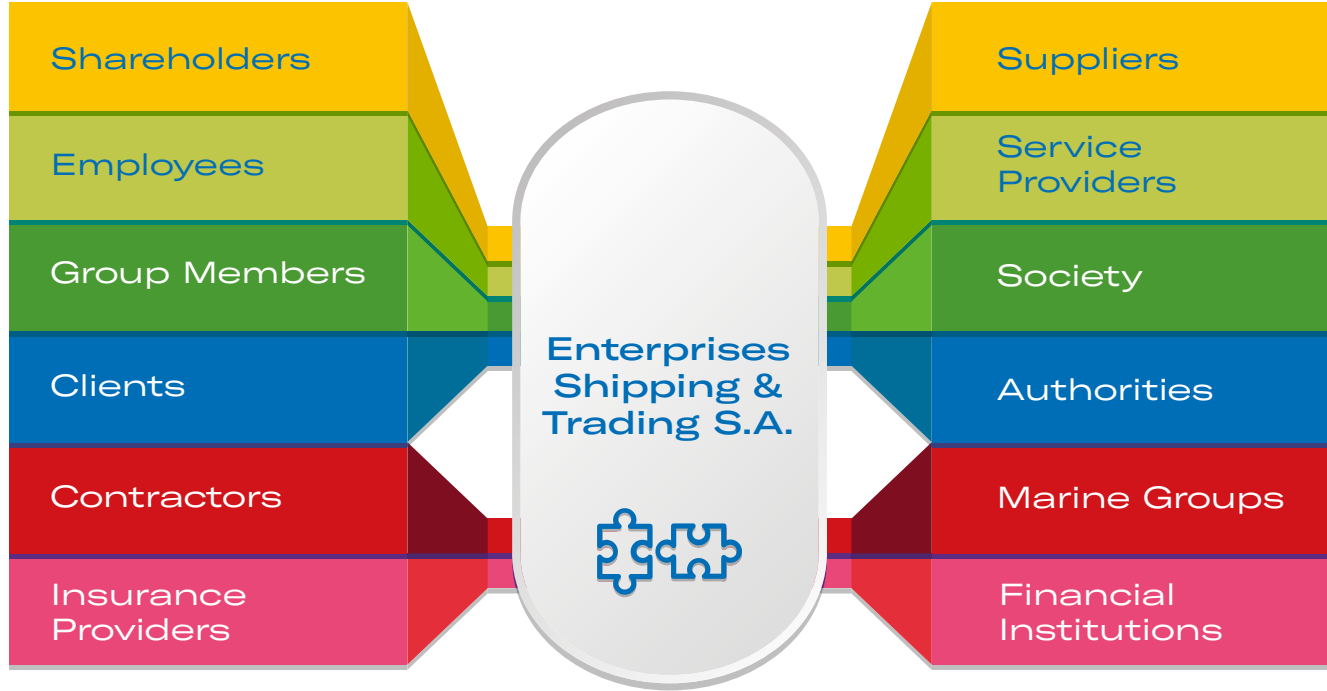 Shareholders
Employees
Group Members
Clients
Contractors
Insurance
Providers
Enterprises
Shipping &
Trading S.A.
Suppliers
Service
Providers
Society
Authorities
Marine Groups
Financial
Institutions